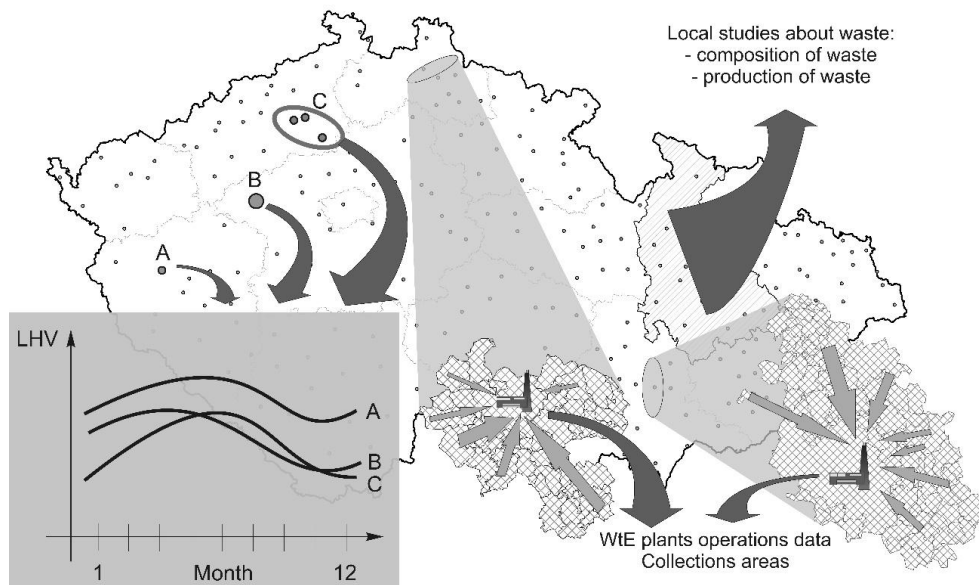 Local studies about waste:
- composition of waste
- production of waste
C
B
A
LHV
A
B
C
1 Month 12
WtE plants operations data
Collections areas